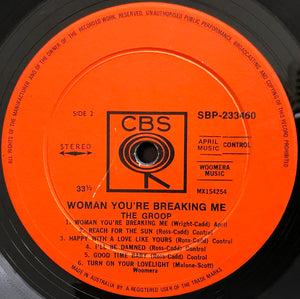 ALL RIGHTS OF THE MANUFACTURER AND OF THE OWNER OF THE RECORDED WORK RESERVED. UNAUTHORISED PUBLIC PERFORMANCE BROADCASTING AND COPYING OF THIS RECORD PROHIBITED
CBS
SIDE 2
SBP-233460
STEREO
APRIL MUSIC
CONTROL
WOOMERA MUSIC
33⅓
MX154254
WOMAN YOU'RE BREAKING ME
THE GROOP
1. WOMAN YOU'RE BREAKING ME (Wright-Cadd) April
2. REACH FOR THE SUN (Ross-Cadd) Control
3. HAPPY WITH A LOVE LIKE YOURS (Ross-Cadd) Control
4. I'LL BE DAMNED (Ross-Cadd) Control
5. GOOD TIME BABY (Ross-Cadd) Control
6. TURN ON YOUR LOVELIGHT (Malone-Scott)
Woomera
MADE IN AUSTRALIA BY A REGISTERED USER OF THE TRADE MARK